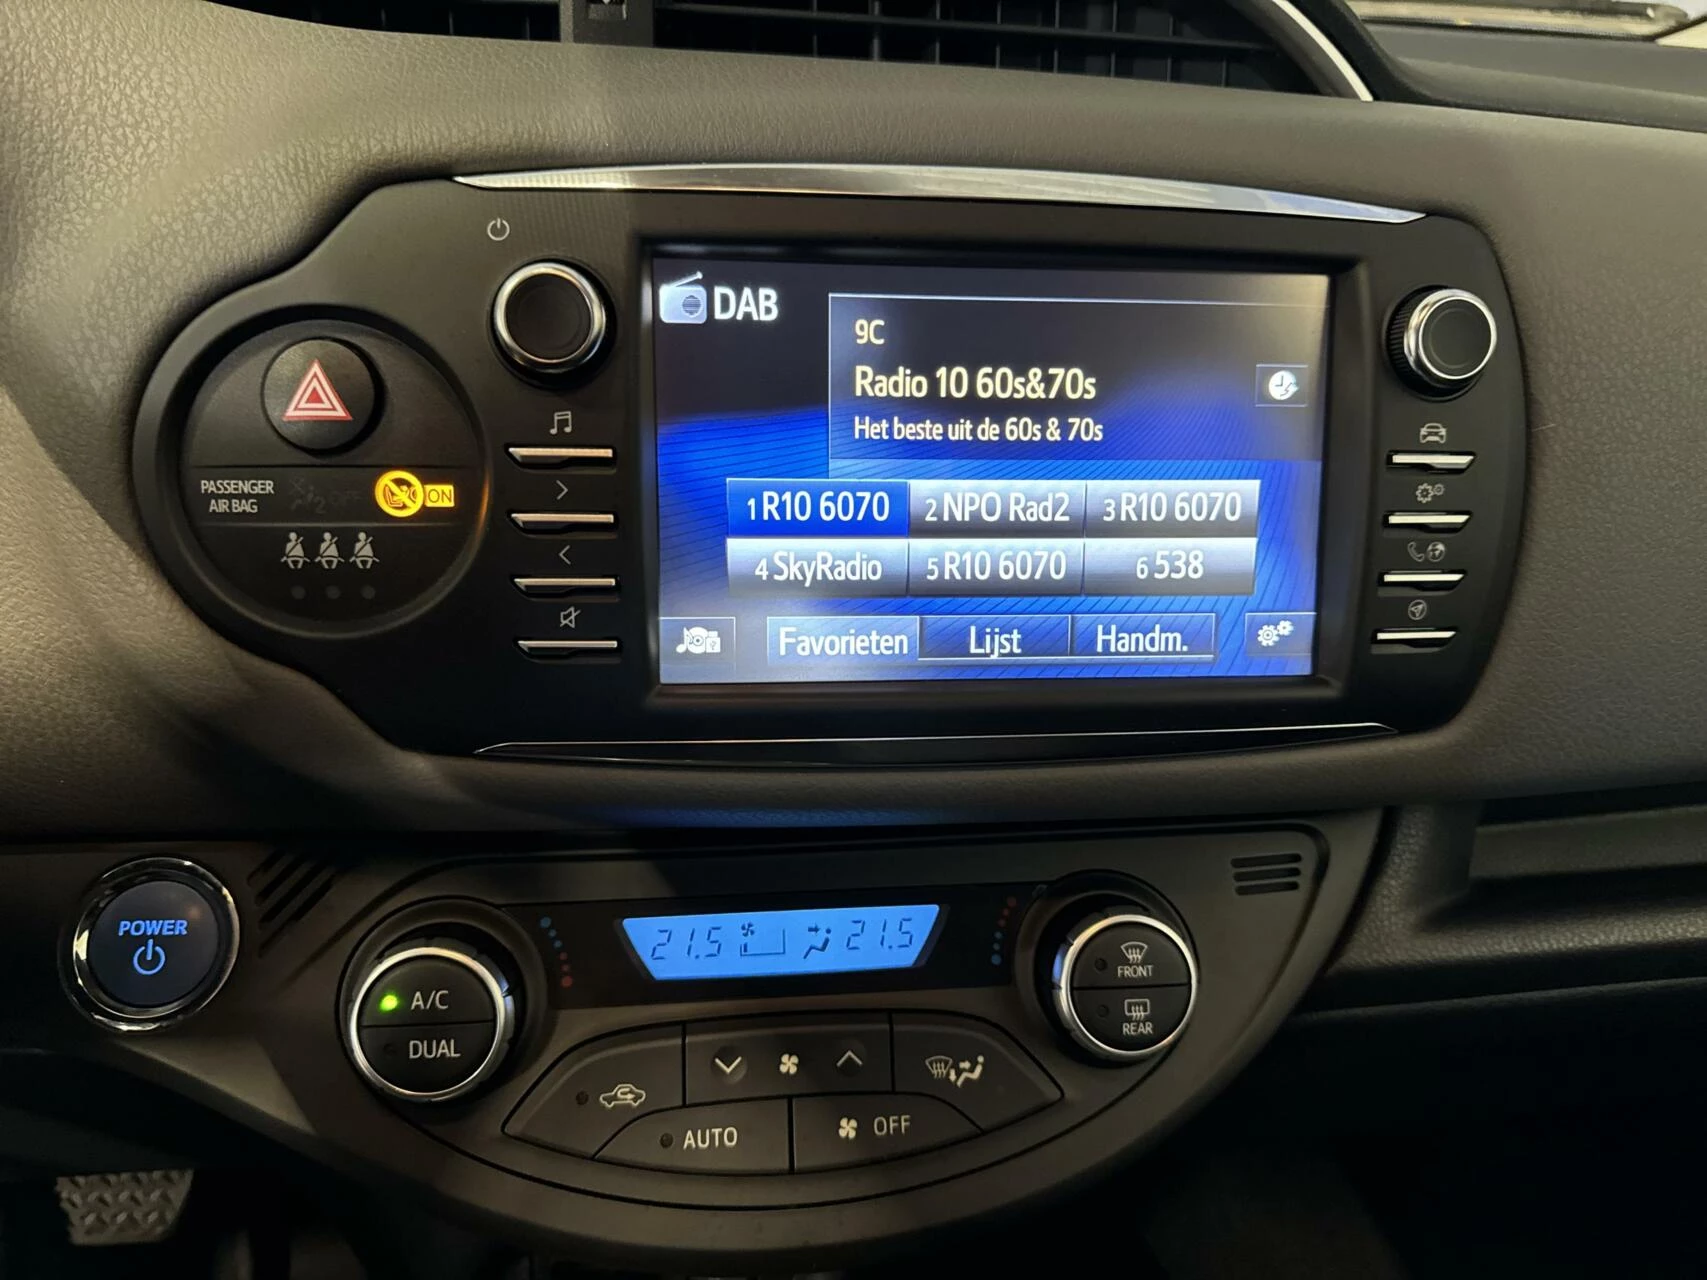 DAB
9C
Radio 10 60s&70s
Het beste uit de 60s & 70s
1 R10 6070
2 NPO Rad2
3 R10 6070
4 SkyRadio
5 R10 6070
6 538
Favorieten
Lijst
Handm.
PASSENGER
AIR BAG
2 OFF
ON
POWER
21.5
21.5
A/C
DUAL
FRONT
REAR
AUTO
OFF